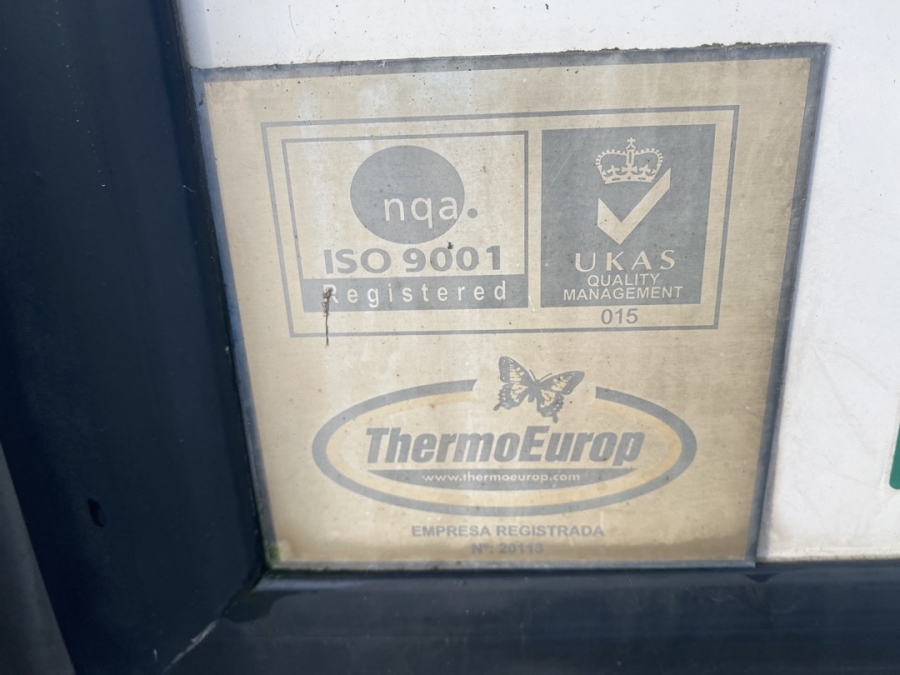 nqa.
ISO 9001
Registered
UKAS
QUALITY
MANAGEMENT
015
ThermoEurop
www.thermoeurop.com
EMPRESA REGISTRADA
Nº: 20113